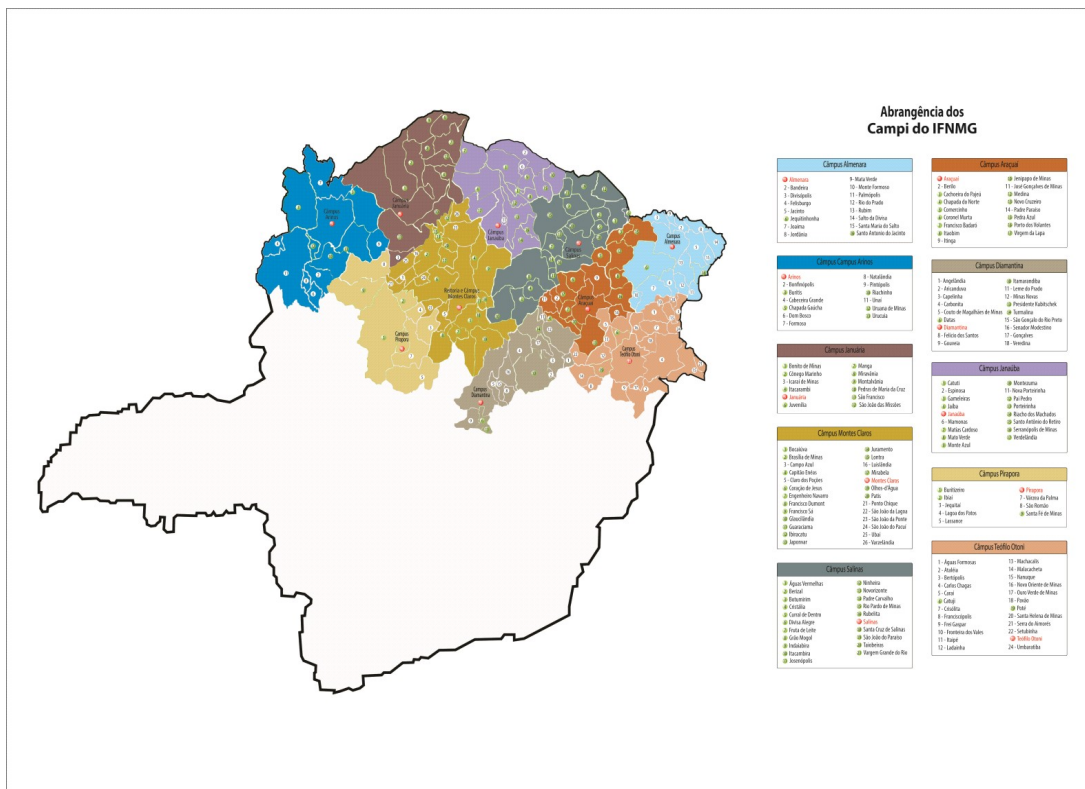 Abrangência dos
Campi do IFNMG
Câmpus Almenara
Almenara
2 - Bandeira
3 - Divisópolis
4 - Felisburgo
5 - Jacinto
Jequitinhonha
7 - Joaíma
8 - Jordânia
9 - Mata Verde
10 - Monte Formoso
11 - Palmópolis
12 - Rio do Prado
13 - Rubim
14 - Salto da Divisa
15 - Santa Maria do Salto
Santo Antonio do Jacinto
Câmpus Araçuaí
Araçuaí
2 - Berilo
Cachoeira do Pajeú
Chapada do Norte
Comercinho
Coronel Murta
Francisco Badaró
Itaobim
9 - Itinga
Jenipapo de Minas
11 - José Gonçalves de Minas
Medina
Novo Cruzeiro
14 - Padre Paraíso
Pedra Azul
Ponto dos Volantes
Virgem da Lapa
Câmpus Campus Arinos
Arinos
2 - Bonfinópolis
Buritis
4 - Cabeceira Grande
Chapada Gaúcha
6 - Dom Bosco
7 - Formoso
8 - Natalândia
9 - Pintópolis
Riachinho
11 - Unaí
Uruana de Minas
Urucuia
Câmpus Diamantina
1 - Angelândia
2 - Aricanduva
3 - Capelinha
4 - Carbonita
5 - Couto de Magalhães de Minas
Datas
Diamantina
8 - Felício dos Santos
9 - Gouveia
Itamarandiba
11 - Leme do Prado
12 - Minas Novas
Presidente Kubitschek
Turmalina
15 - São Gonçalo do Rio Preto
16 - Senador Modestino
17 - Gonçalves
18 - Veredina
Câmpus Januária
Bonito de Minas
Cônego Marinho
3 - Icaraí de Minas
Itacarambi
Januária
Juvenília
Manga
Miravânia
Montalvânia
Pedras de Maria da Cruz
São Francisco
São João das Missões
Câmpus Janaúba
Catuti
2 - Espinosa
Gameleiras
Jaíba
Janaúba
6 - Mamonas
Matias Cardoso
Mato Verde
Monte Azul
Montezuma
11- Nova Porteirinha
Pai Pedro
Porteirinha
Riacho dos Machados
Santo Antônio do Retiro
Serranópolis de Minas
Verdelândia
Câmpus Montes Claros
Bocaiúva
Brasília de Minas
3 - Campo Azul
Capitão Enéas
5 - Claro dos Poções
Coração de Jesus
Engenheiro Navarro
Francisco Dumont
Francisco Sá
Glaucilândia
Guaraciama
Ibiracatu
Japonvar
Juramento
Lontra
16 - Luislândia
Mirabela
Montes Claros
Olhos-d'Água
Patis
21 - Ponto Chique
22 - São João da Lagoa
23 - São João da Ponte
24 - São João do Pacuí
25 - Ubaí
26 - Varzelândia
Câmpus Pirapora
Buritizeiro
Ibiaí
3 - Jequitaí
4 - Lagoa dos Patos
5 - Lassance
Pirapora
7 - Várzea da Palma
8 - São Romão
Santa Fé de Minas
Câmpus Salinas
Águas Vermelhas
Berizal
Botumirim
Cristália
Curral de Dentro
Divisa Alegre
Fruta de Leite
Grão Mogol
Indaiabira
Itacambira
Josenópolis
Ninheira
Novorizonte
Padre Carvalho
Rio Pardo de Minas
Rubelita
Salinas
Santa Cruz de Salinas
São João do Paraíso
Taiobeiras
Vargem Grande do Rio
Câmpus Teófilo Otoni
1 - Águas Formosas
2 - Ataléia
3 - Bertópolis
4 - Carlos Chagas
5 - Caraí
Catuji
7 - Crisólita
8 - Franciscópolis
9 - Frei Gaspar
10 - Fronteira dos Vales
11 - Itaipé
12 - Ladainha
13 - Machacalis
14 - Malacacheta
15 - Nanuque
16 - Novo Oriente de Minas
17 - Ouro Verde de Minas
18 - Pavão
Poté
20 - Santa Helena de Minas
21 - Serra do Aimorés
22 - Setubinha
Teófilo Otoni
24 - Umburatiba
Câmpus
Arinos
Câmpus
Januária
Câmpus
Janaúba
Câmpus
Salinas
Câmpus
Almenara
Reitoria e Câmpus
Montes Claros
Câmpus
Araçuaí
Câmpus
Pirapora
Câmpus
Teófilo Otoni
Câmpus
Diamantina